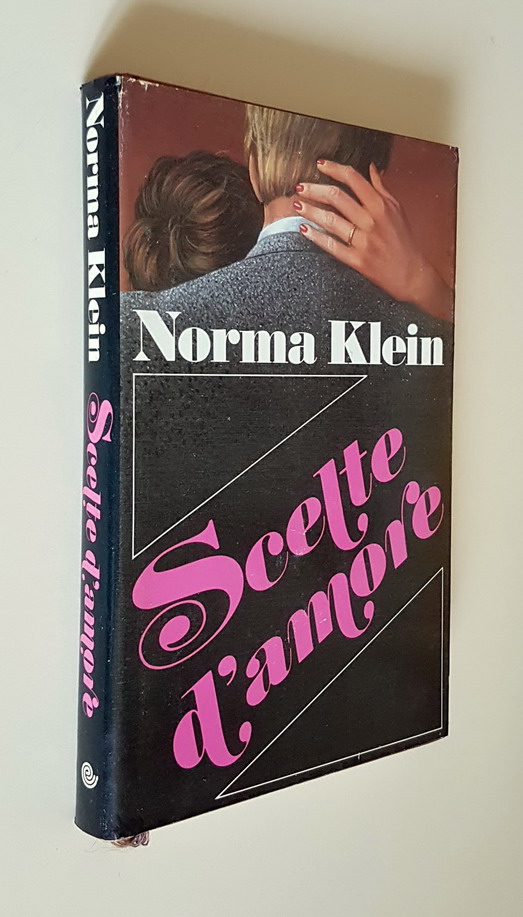 Norma Klein
Scelte d'amore
Norma Klein
Scelte
d'amore